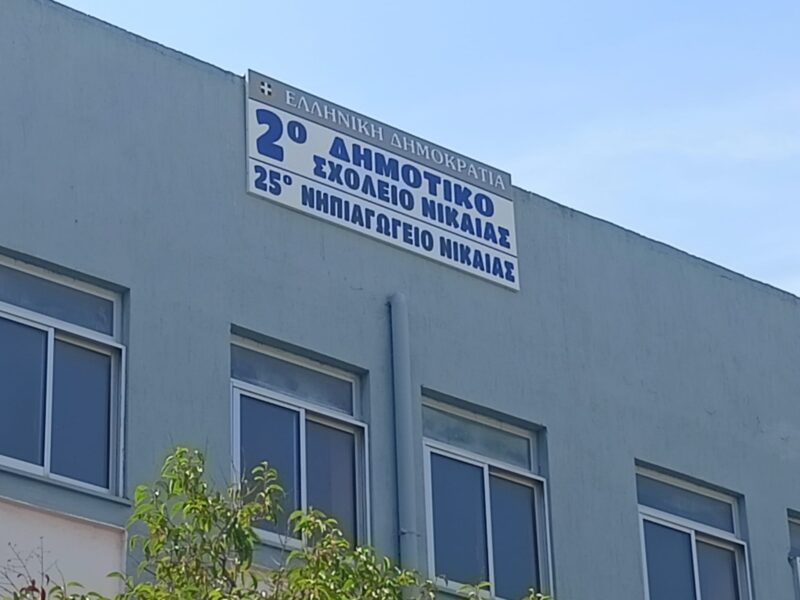 ΕΛΛΗΝΙΚΗ ΔΗΜΟΚΡΑΤΙΑ
2ο ΔΗΜΟΤΙΚΟ
ΣΧΟΛΕΙΟ ΝΙΚΑΙΑΣ
25ο ΝΗΠΙΑΓΩΓΕΙΟ ΝΙΚΑΙΑΣ